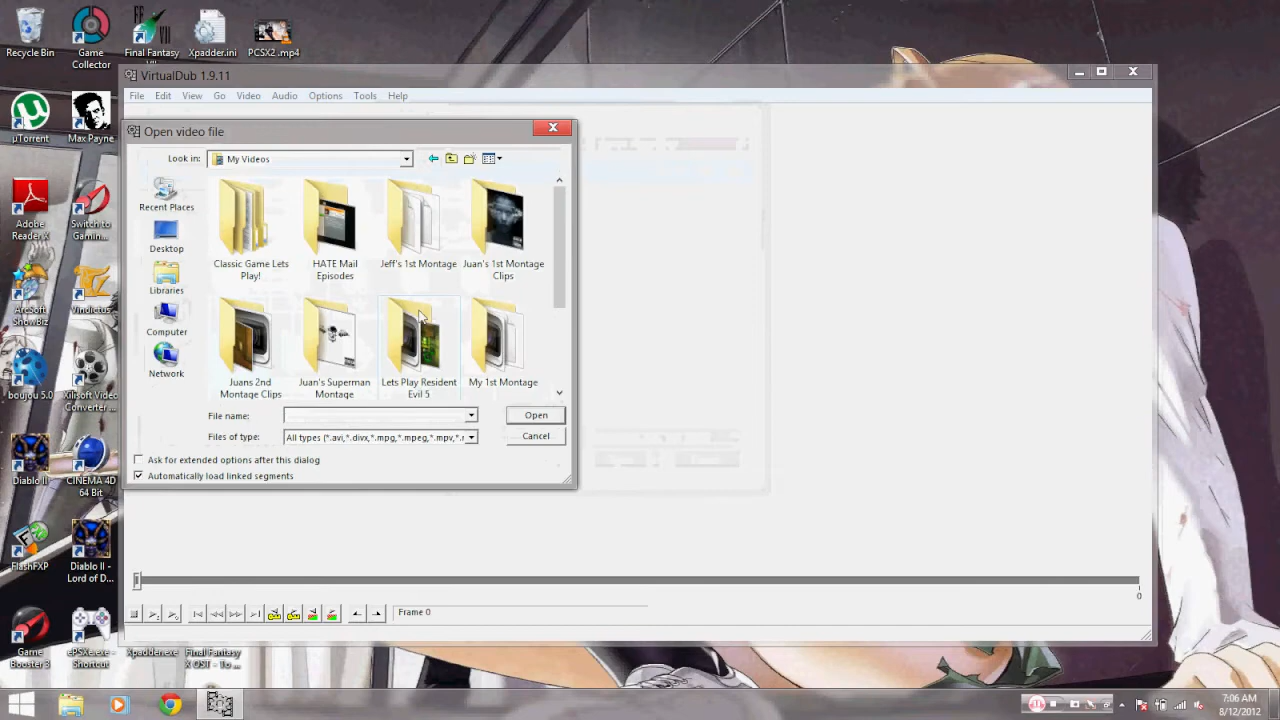 Recycle Bin
Game
Collector
Final Fantasy
VII
Xpadder.ini
PCSX2 .mp4
µTorrent
Max Payne
Adobe
Reader X
Switch to
Gamin...
ArcSoft
ShowBiz
Vindictus
boujou 5.0
Xilisoft Video
Converter ...
Diablo II
CINEMA 4D
64 Bit
FlashFXP
Diablo II -
Lord of D...
Game
Booster 3
ePSXe.exe -
Shortcut
Xpadder.exe
Final Fantasy
X OST - To ...
VirtualDub 1.9.11
File Edit View Go Video Audio Options Tools Help
Open video file
Look in: My Videos
Recent Places
Desktop
Libraries
Computer
Network
Classic Game Lets
Play!
HATE Mail
Episodes
Jeff's 1st Montage
Juan's 1st Montage
Clips
Juans 2nd
Montage Clips
Juan's Superman
Montage
Lets Play Resident
Evil 5
My 1st Montage
File name:
Open
Files of type: All types (*.avi,*.divx,*.mpg,*.mpeg,*.mpv,*.
Cancel
Ask for extended options after this dialog
Automatically load linked segments
0
Frame 0
7:06 AM
8/12/2012